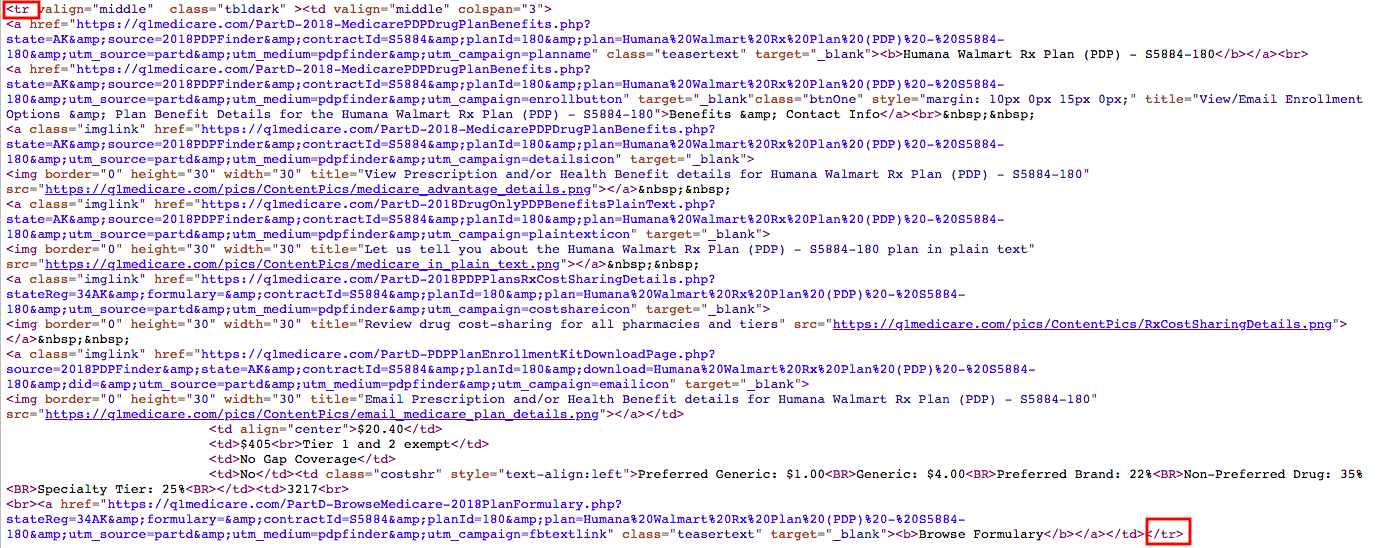 <tr valign="middle"  class="tbldark" ><td valign="middle" colspan="3">
<a href="https://q1medicare.com/PartD-2018-MedicarePDPDrugPlanBenefits.php?
state=AK&amp;source=2018PDPFinder&amp;contractId=S5884&amp;planId=180&amp;plan=Humana%20Walmart%20Rx%20Plan%20(PDP)%20-%20S5884-
180&amp;utm_source=partd&amp;utm_medium=pdpfinder&amp;utm_campaign=planname" class="teasertext" target="_blank"><b>Humana Walmart Rx Plan (PDP) - S5884-180</b></a><br>
<a href="https://q1medicare.com/PartD-2018-MedicarePDPDrugPlanBenefits.php?
state=AK&amp;source=2018PDPFinder&amp;contractId=S5884&amp;planId=180&amp;plan=Humana%20Walmart%20Rx%20Plan%20(PDP)%20-%20S5884-
180&amp;utm_source=partd&amp;utm_medium=pdpfinder&amp;utm_campaign=enrollbutton" target="_blank"class="btnOne" style="margin: 10px 0px 15px 0px;" title="View/Email Enrollment
Options &amp; Plan Benefit Details for the Humana Walmart Rx Plan (PDP) - S5884-180">Benefits &amp; Contact Info</a><br>&nbsp;&nbsp;
<a class="imglink" href="https://q1medicare.com/PartD-2018-MedicarePDPDrugPlanBenefits.php?
state=AK&amp;source=2018PDPFinder&amp;contractId=S5884&amp;planId=180&amp;plan=Humana%20Walmart%20Rx%20Plan%20(PDP)%20-%20S5884-
180&amp;utm_source=partd&amp;utm_medium=pdpfinder&amp;utm_campaign=detailsicon" target="_blank">
<img border="0" height="30" width="30" title="View Prescription and/or Health Benefit details for Humana Walmart Rx Plan (PDP) - S5884-180"
src="https://q1medicare.com/pics/ContentPics/medicare_advantage_details.png"></a>&nbsp;&nbsp;
<a class="imglink" href="https://q1medicare.com/PartD-2018DrugOnlyPDPBenefitsPlainText.php?
state=AK&amp;source=2018PDPFinder&amp;contractId=S5884&amp;planId=180&amp;plan=Humana%20Walmart%20Rx%20Plan%20(PDP)%20-%20S5884-
180&amp;utm_source=partd&amp;utm_medium=pdpfinder&amp;utm_campaign=plaintexticon" target="_blank">
<img border="0" height="30" width="30" title="Let us tell you about the Humana Walmart Rx Plan (PDP) - S5884-180 plan in plain text"
src="https://q1medicare.com/pics/ContentPics/medicare_in_plain_text.png"></a>&nbsp;&nbsp;
<a class="imglink" href="https://q1medicare.com/PartD-2018PDPPlansRxCostSharingDetails.php?
stateReg=34AK&amp;formulary=&amp;contractId=S5884&amp;planId=180&amp;plan=Humana%20Walmart%20Rx%20Plan%20(PDP)%20-%20S5884-
180&amp;utm_source=partd&amp;utm_medium=pdpfinder&amp;utm_campaign=costshareicon" target="_blank">
<img border="0" height="30" width="30" title="Review drug cost-sharing for all pharmacies and tiers" src="https://q1medicare.com/pics/ContentPics/RxCostSharingDetails.png">
</a>&nbsp;&nbsp;
<a class="imglink" href="https://q1medicare.com/PartD-PDPPlanEnrollmentKitDownloadPage.php?
source=2018PDPFinder&amp;state=AK&amp;contractId=S5884&amp;planId=180&amp;download=Humana%20Walmart%20Rx%20Plan%20(PDP)%20-%20S5884-
180&amp;did=&amp;utm_source=partd&amp;utm_medium=pdpfinder&amp;utm_campaign=emailicon" target="_blank">
<img border="0" height="30" width="30" title="Email Prescription and/or Health Benefit details for Humana Walmart Rx Plan (PDP) - S5884-180"
src="https://q1medicare.com/pics/ContentPics/email_medicare_plan_details.png"></a></td>
<td align="center">$20.40</td>
<td>$405<br>Tier 1 and 2 exempt</td>
<td>No Gap Coverage</td>
<td>No</td><td class="costshr" style="text-align:left">Preferred Generic: $1.00<BR>Generic: $4.00<BR>Preferred Brand: 22%<BR>Non-Preferred Drug: 35%
<BR>Specialty Tier: 25%<BR></td><td>3217<br>
<br><a href="https://q1medicare.com/PartD-BrowseMedicare-2018PlanFormulary.php?
stateReg=34AK&amp;formulary=&amp;contractId=S5884&amp;planId=180&amp;plan=Humana%20Walmart%20Rx%20Plan%20(PDP)%20-%20S5884-
180&amp;utm_source=partd&amp;utm_medium=pdpfinder&amp;utm_campaign=fbtextlink" class="teasertext" target="_blank"><b>Browse Formulary</b></a></td></tr>